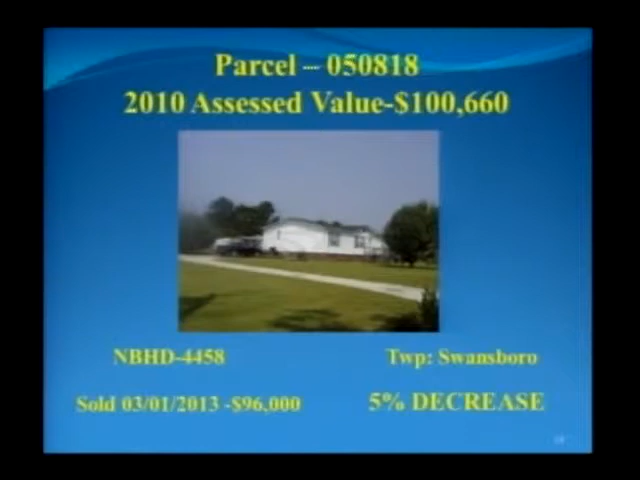 Parcel – 050818
2010 Assessed Value-$100,660
NBHD-4458
Twp: Swansboro
Sold 03/01/2013 -$96,000
5% DECREASE